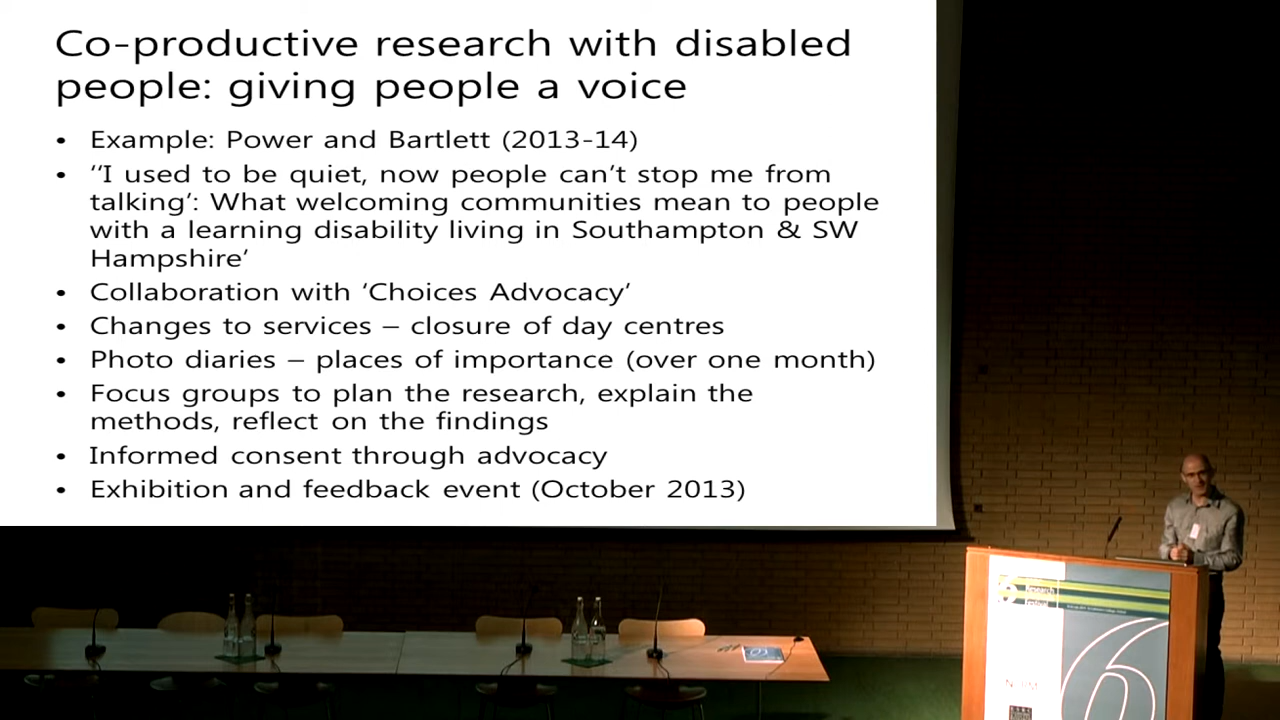 Co-productive research with disabled
people: giving people a voice
• Example: Power and Bartlett (2013-14)
• ‘‘I used to be quiet, now people can’t stop me from
talking’: What welcoming communities mean to people
with a learning disability living in Southampton & SW
Hampshire’
• Collaboration with ‘Choices Advocacy’
• Changes to services – closure of day centres
• Photo diaries – places of importance (over one month)
• Focus groups to plan the research, explain the
methods, reflect on the findings
• Informed consent through advocacy
• Exhibition and feedback event (October 2013)
6
Research
Festival
6